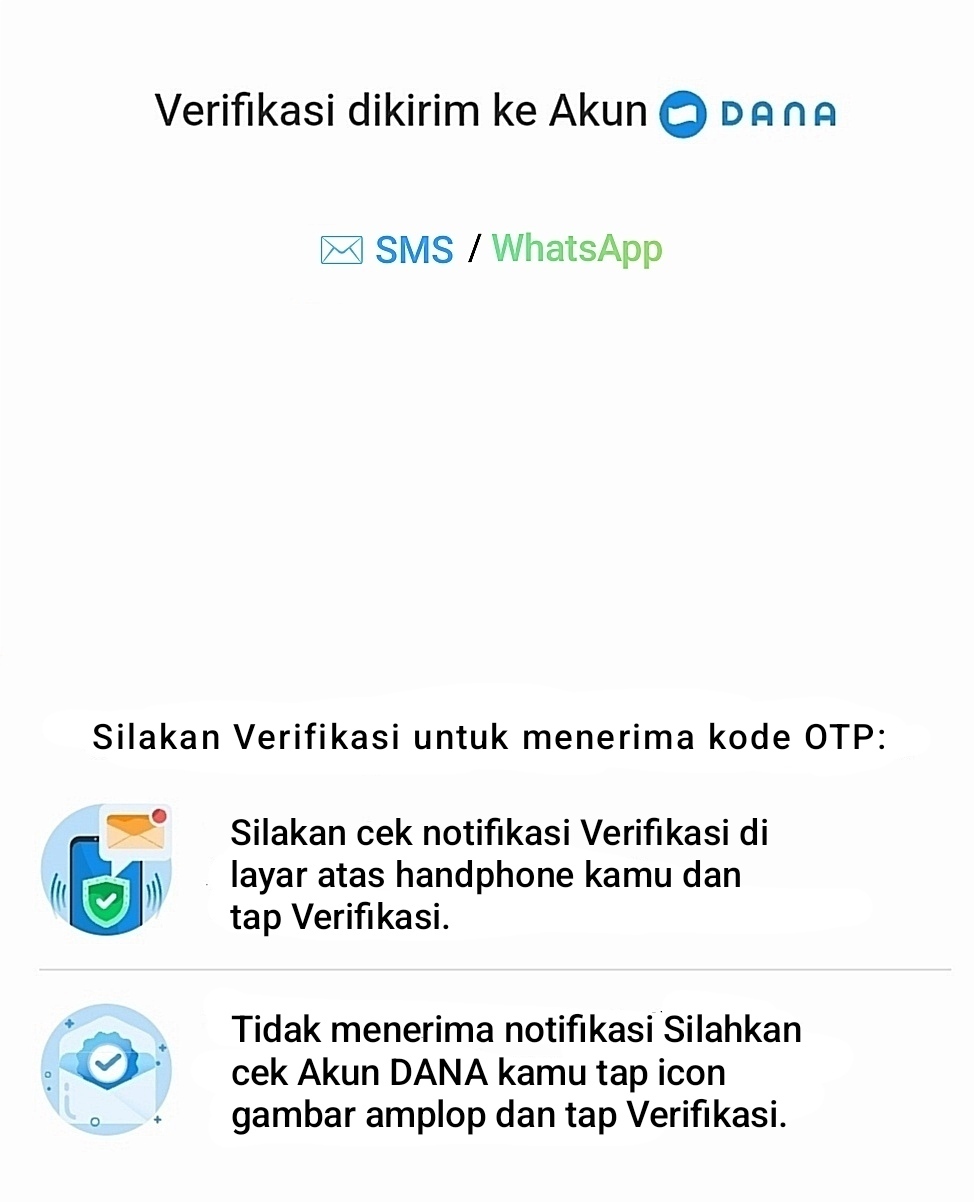 Verifikasi dikirim ke Akun DANA
SMS / WhatsApp
Silakan Verifikasi untuk menerima kode OTP:
Silakan cek notifikasi Verifikasi di
layar atas handphone kamu dan
tap Verifikasi.
Tidak menerima notifikasi Silahkan
cek Akun DANA kamu tap icon
gambar amplop dan tap Verifikasi.